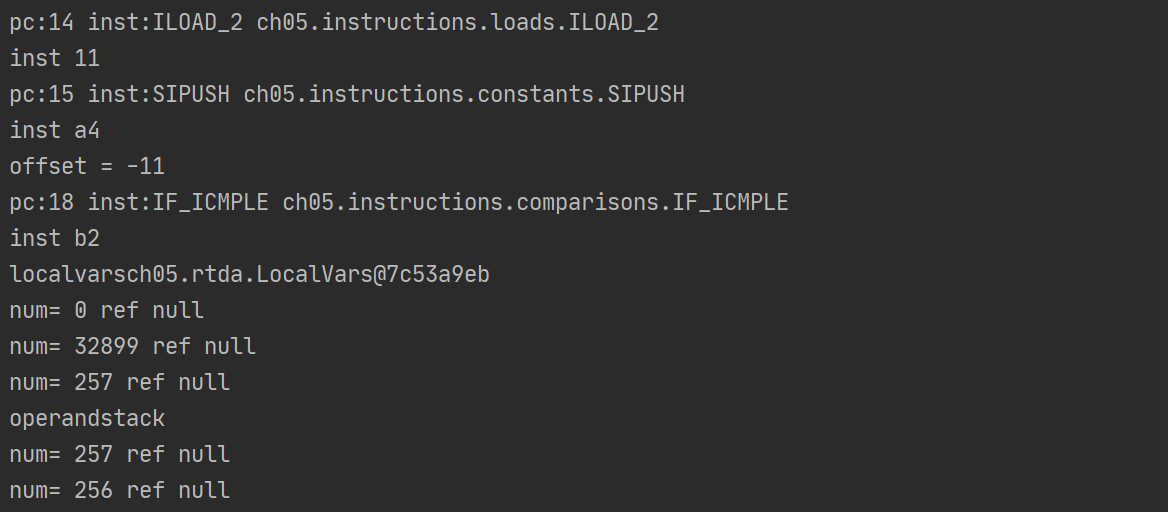 pc:14 inst:ILOAD_2 ch05.instructions.loads.ILOAD_2
inst 11
pc:15 inst:SIPUSH ch05.instructions.constants.SIPUSH
inst a4
offset = -11
pc:18 inst:IF_ICMPLE ch05.instructions.comparisons.IF_ICMPLE
inst b2
localvarsch05.rtda.LocalVars@7c53a9eb
num= 0 ref null
num= 32899 ref null
num= 257 ref null
operandstack
num= 257 ref null
num= 256 ref null